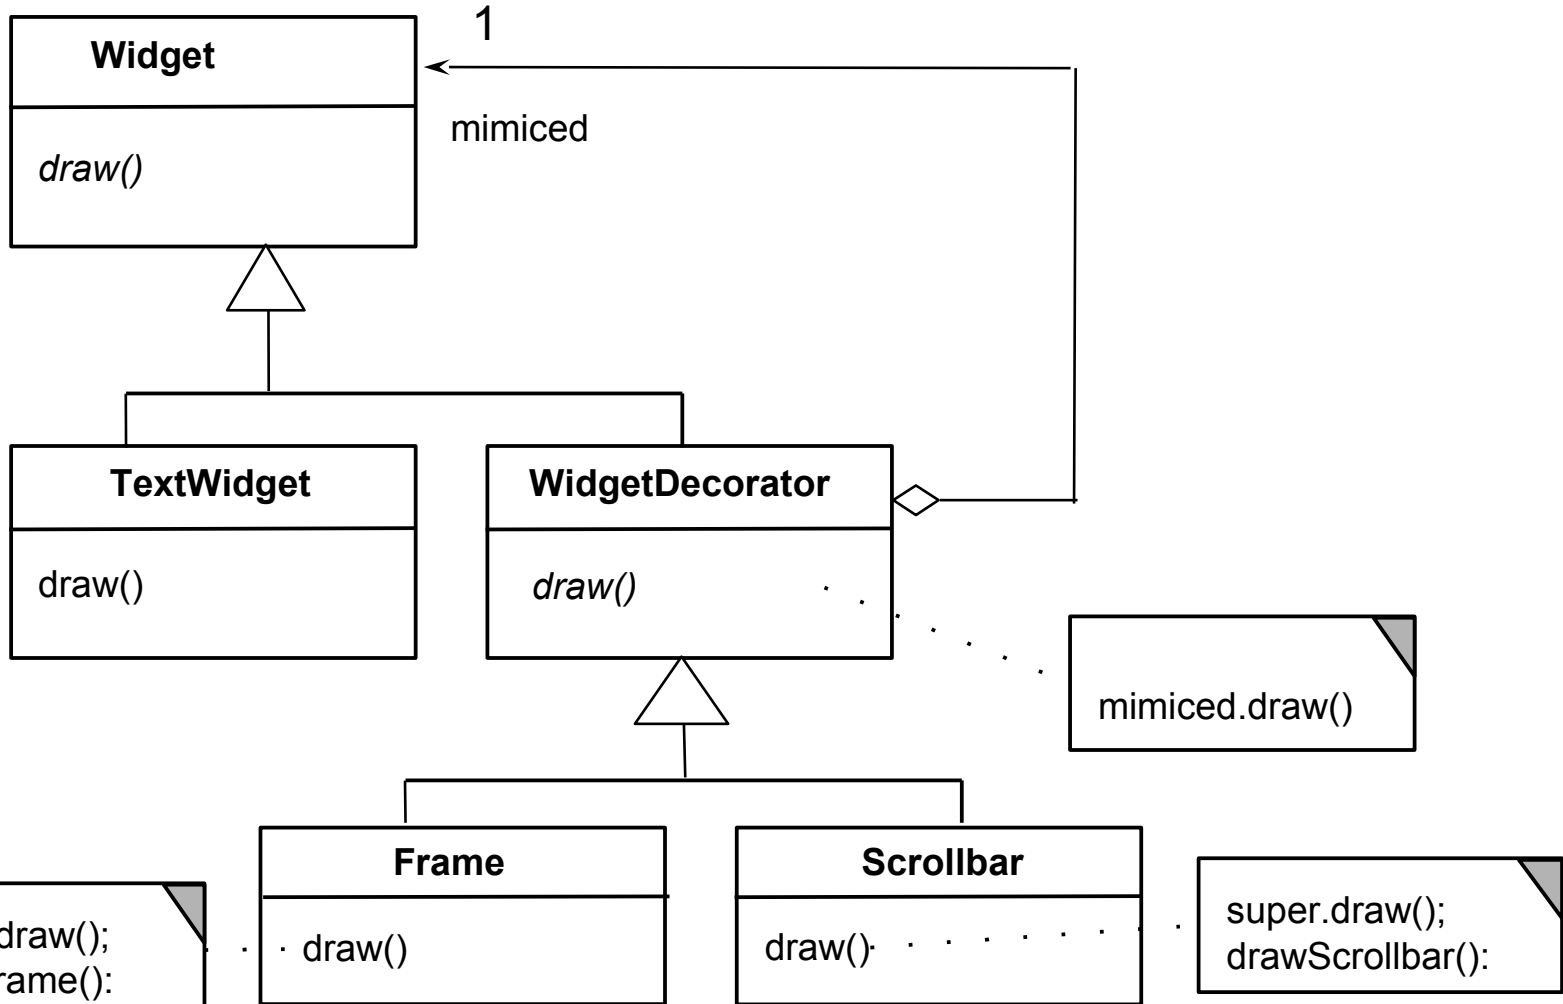 1
Widget
mimiced
draw()
TextWidget
WidgetDecorator
draw()
draw()
mimiced.draw()
Frame
Scrollbar
draw();
rame():
draw()
draw()
super.draw();
drawScrollbar():